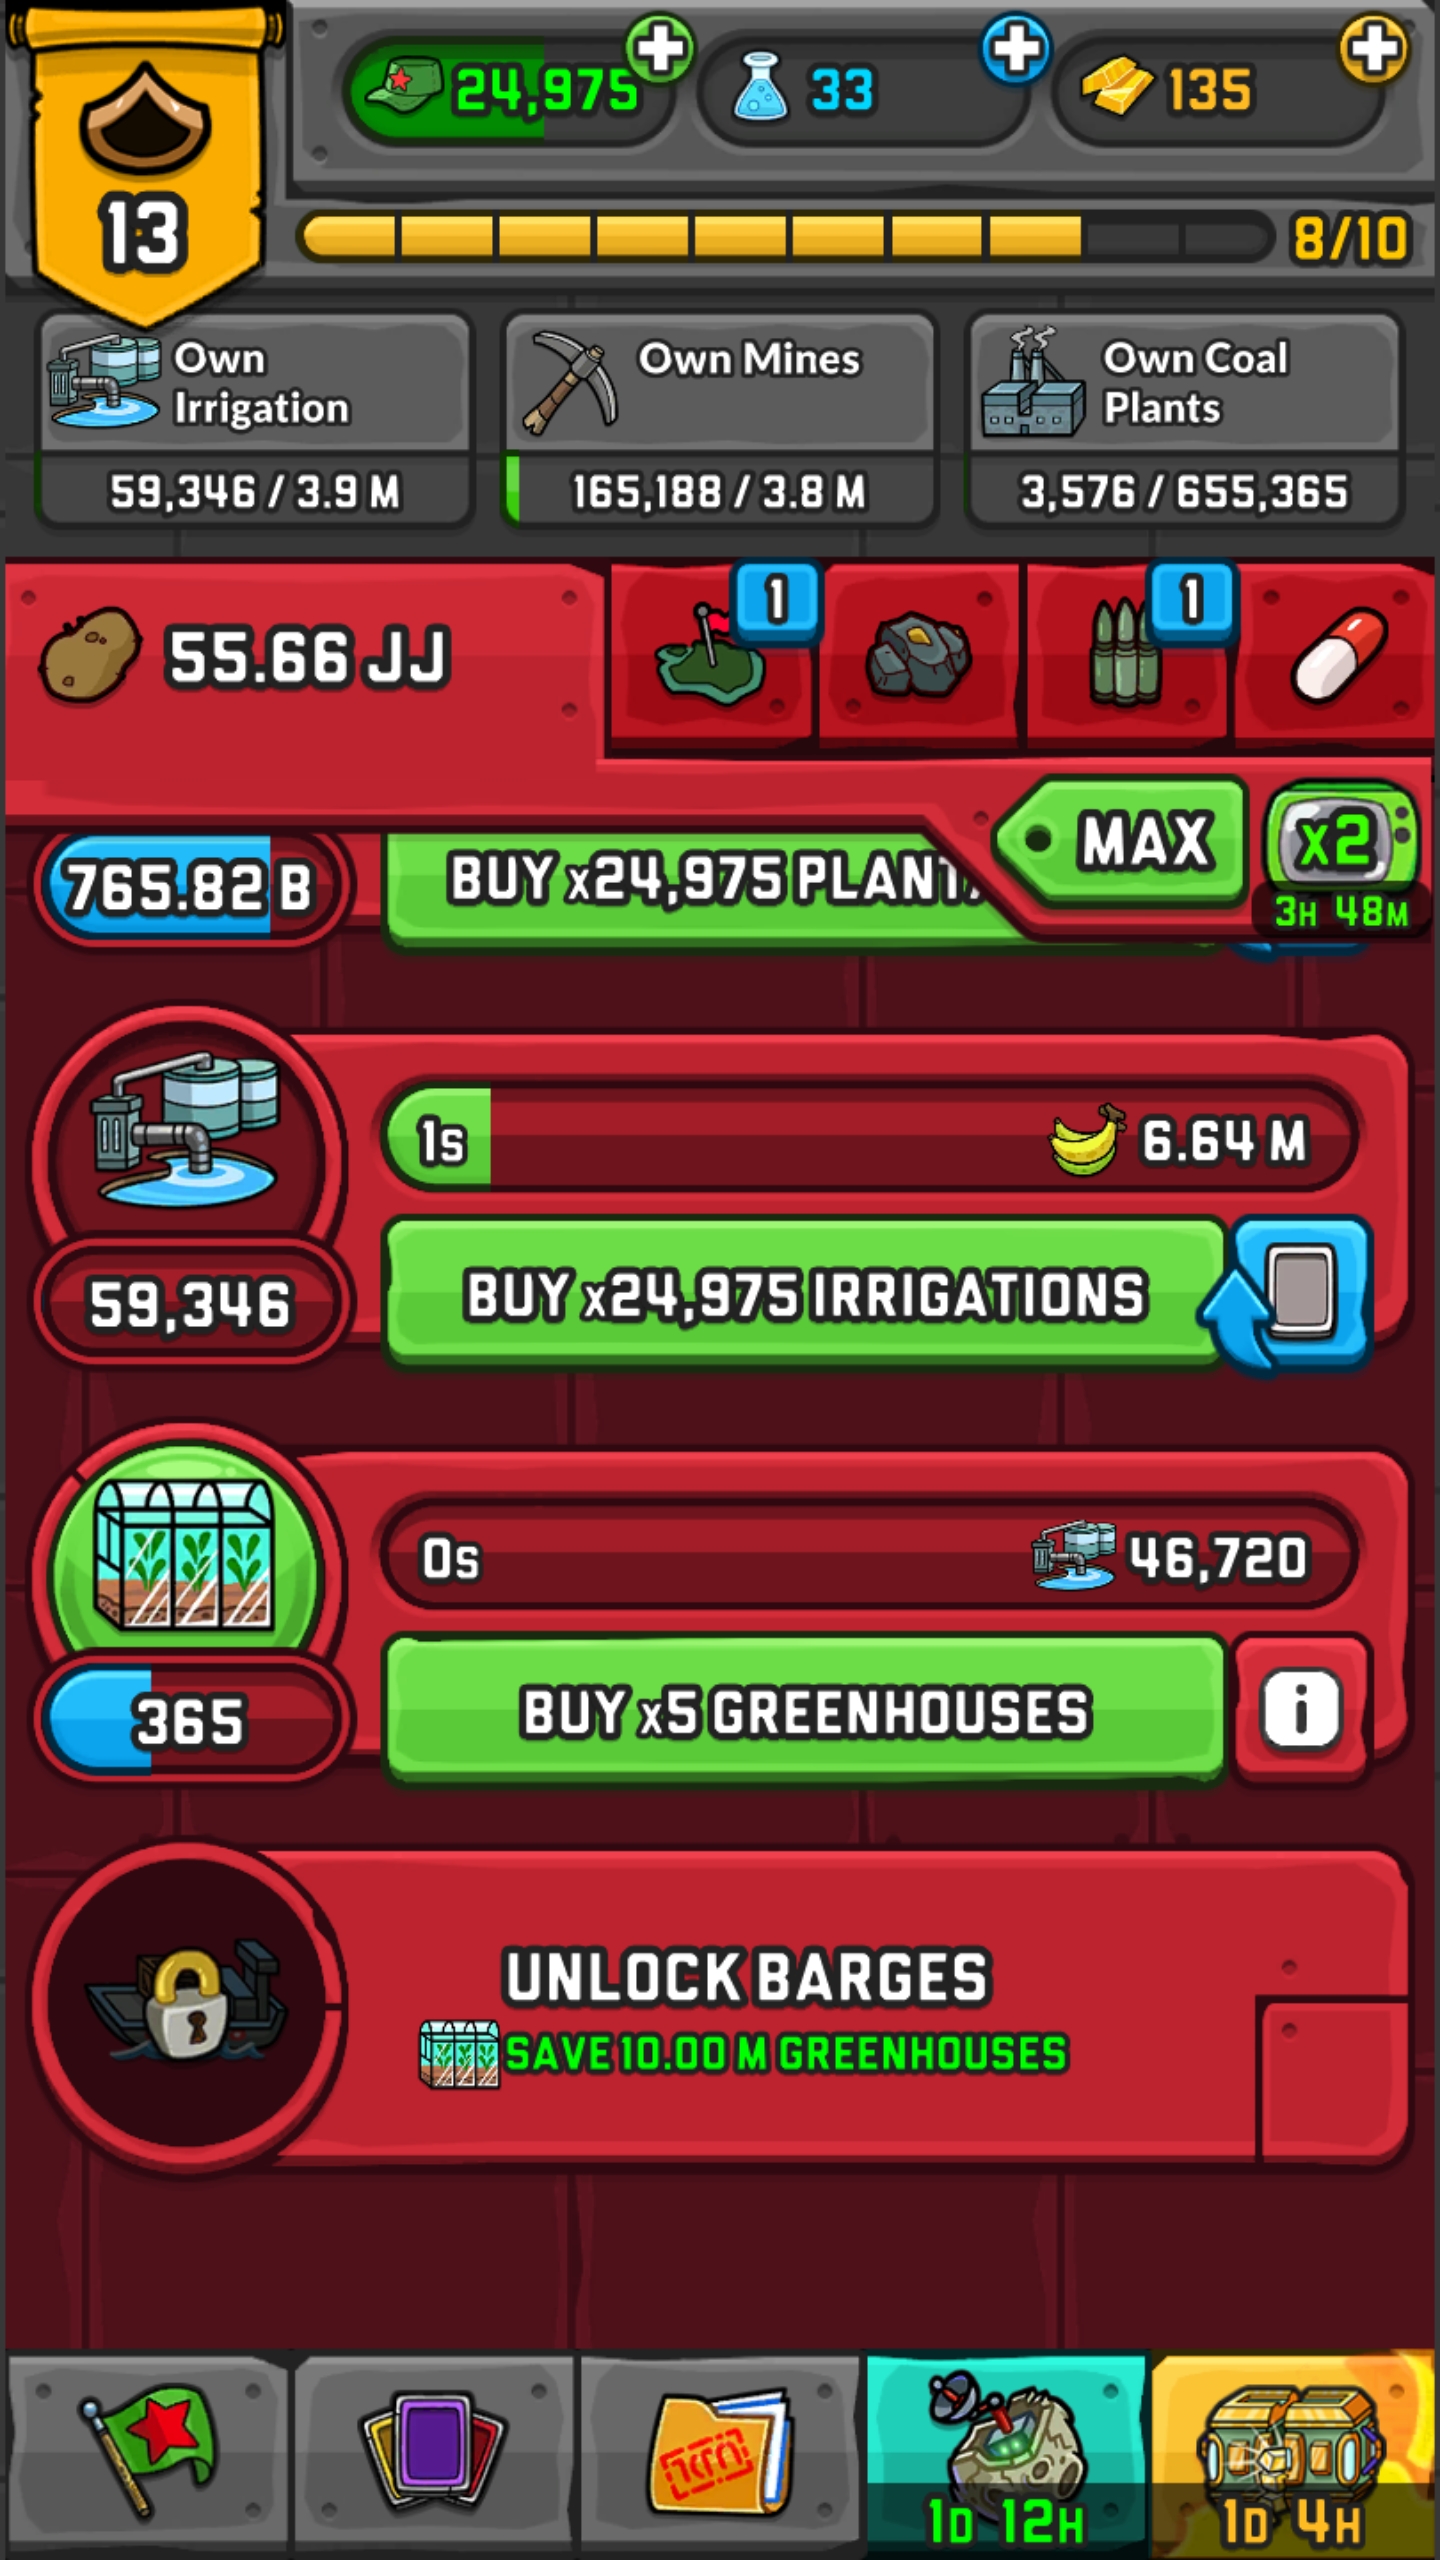 24,975
33
135
13
8/10
Own
Irrigation
59,346 / 3.9 M
Own Mines
165,188 / 3.8 M
Own Coal
Plants
3,576 / 655,365
55.66 JJ
1
1
MAX
x2
3H 48M
765.82 B
BUY x24,975 PLANTA
1s
6.64 M
59,346
BUY x24,975 IRRIGATIONS
0s
46,720
365
BUY x5 GREENHOUSES
i
UNLOCK BARGES
SAVE 10.00 M GREENHOUSES
1D 12H
1D 4H